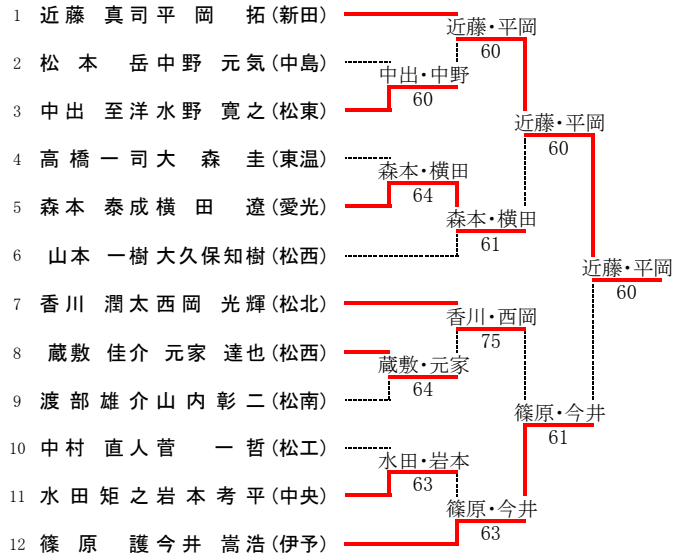 1 近藤 真司 平岡 拓 (新田)
近藤・平岡
60
2 松本 岳 中野 元気 (中島)
中出・中野
60
3 中出 至洋 水野 寛之 (松東)
近藤・平岡
60
4 高橋 一司 大森 圭 (東温)
森本・横田
64
5 森本 泰成 横田 遼 (愛光)
森本・横田
61
6 山本 一樹 大久保知樹 (松西)
近藤・平岡
60
7 香川 潤太 西岡 光輝 (松北)
香川・西岡
75
8 蔵敷 佳介 元家 達也 (松西)
蔵敷・元家
64
9 渡部 雄介 山内 彰二 (松南)
篠原・今井
61
10 中村 直人 菅 一哲 (松工)
水田・岩本
63
11 水田 矩之 岩本 考平 (中央)
篠原・今井
63
12 篠原 護 今井 嵩浩 (伊予)